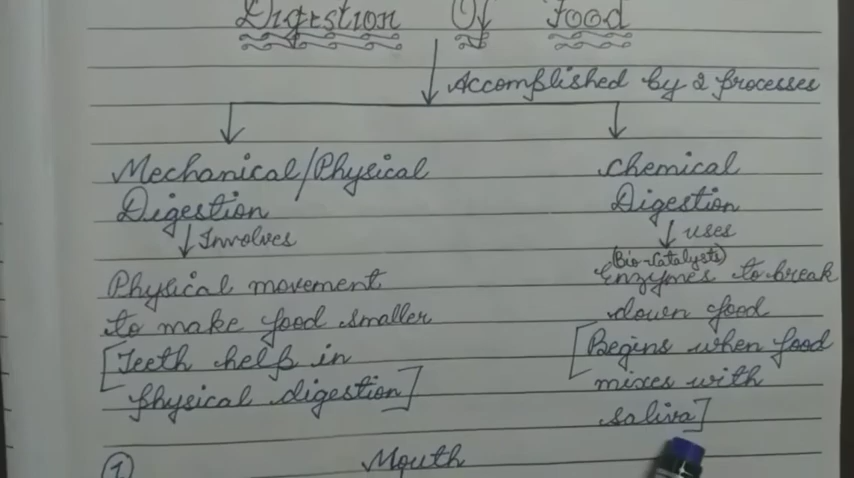 Digestion Of Food
Accomplished by 2 processes
Mechanical/Physical
Digestion
Involves
Physical movement
to make food smaller
[Teeth help in
physical digestion]
Chemical
Digestion
uses
(Bio-Catalysts)
enzymes to break
down food
[Begins when food
mixes with
saliva]
1 Mouth